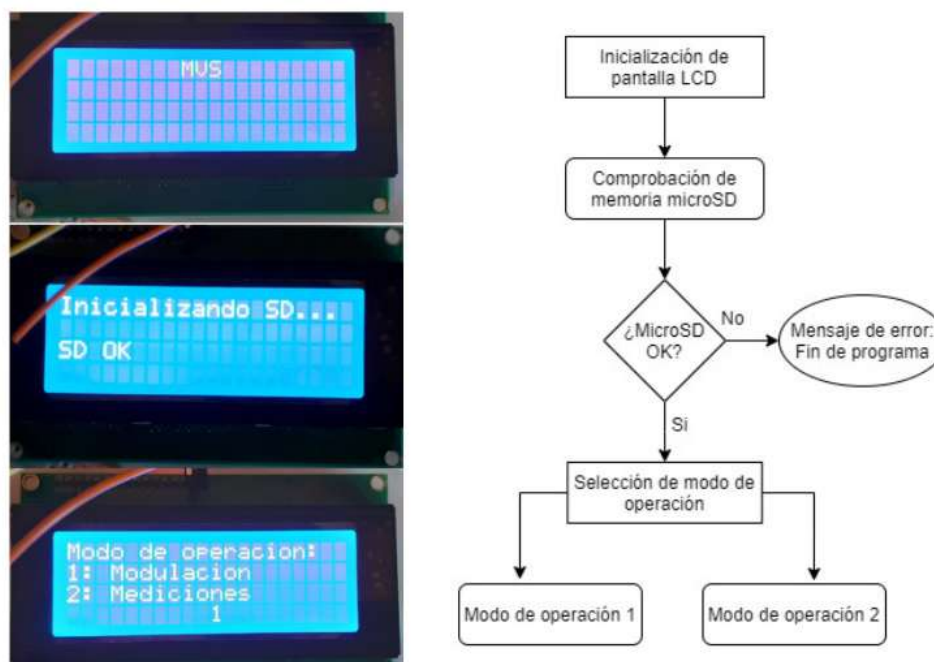 MVS
Inicializando SD...
SD OK
Modo de operacion:
1: Modulacion
2: Mediciones
1
Inicialización de
pantalla LCD
Comprobación de
memoria microSD
¿MicroSD
OK?
No
Mensaje de error:
Fin de programa
Si
Selección de modo de
operación
Modo de operación 1
Modo de operación 2